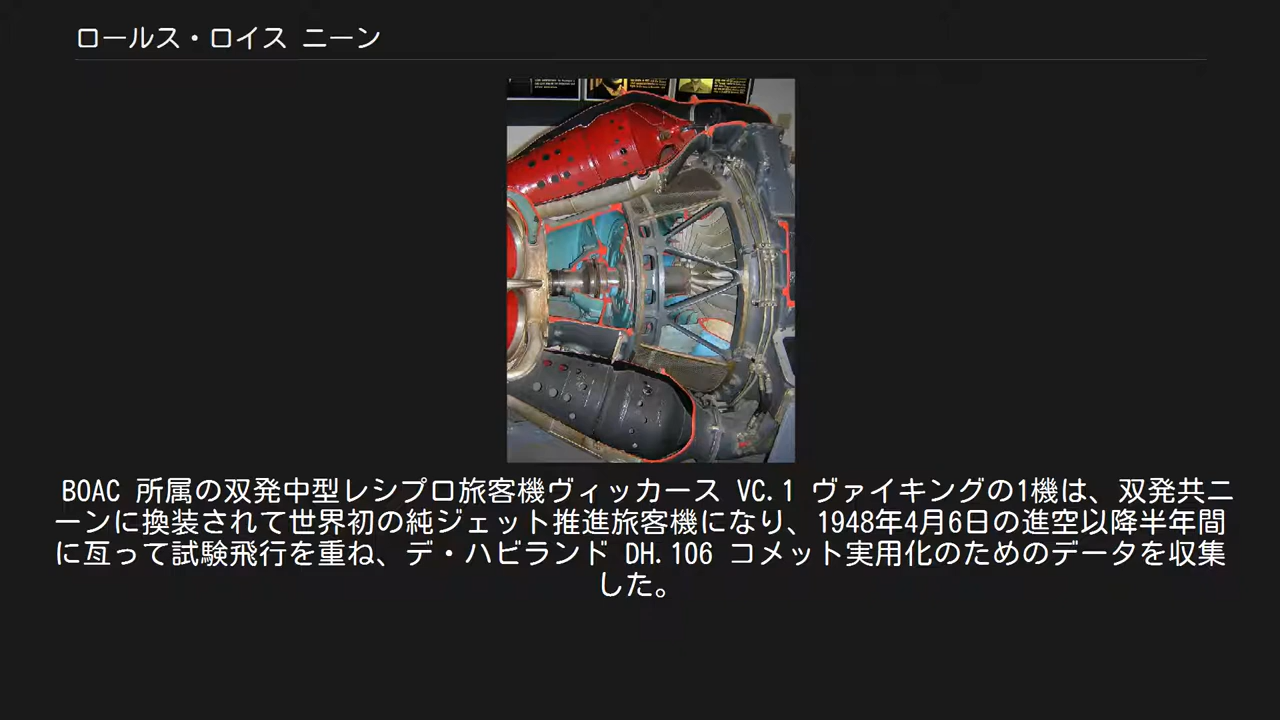 ロールス・ロイス ニーン
BOAC 所属の双発中型レシプロ旅客機ヴィッカース VC.1 ヴァイキングの1機は、双発共ニ
ーンに換装されて世界初の純ジェット推進旅客機になり、1948年4月6日の進空以降半年間
に亙って試験飛行を重ね、デ・ハビランド DH.106 コメット実用化のためのデータを収集
した。